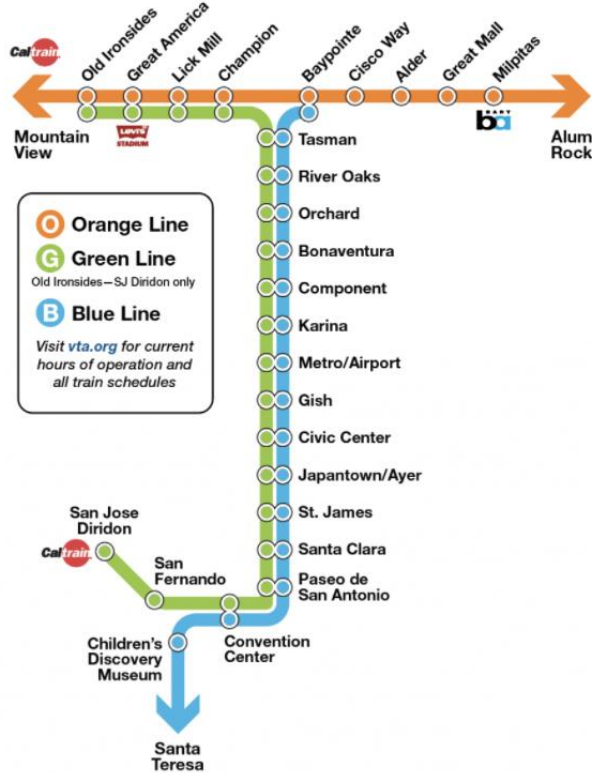 Old Ironsides
Great America
Lick Mill
Champion
Baypointe
Cisco Way
Alder
Great Mall
Milpitas
Caltrain
Mountain
View
LEVI'S
STADIUM
BART
ba
Alum
Rock
Tasman
River Oaks
Orchard
Bonaventura
Component
Karina
Metro/Airport
Gish
Civic Center
Japantown/Ayer
St. James
Santa Clara
Paseo de
San Antonio
O Orange Line
G Green Line
Old Ironsides—SJ Diridon only
B Blue Line
Visit vta.org for current
hours of operation and
all train schedules
San Jose
Diridon
Caltrain
San
Fernando
Convention
Center
Children's
Discovery
Museum
Santa
Teresa